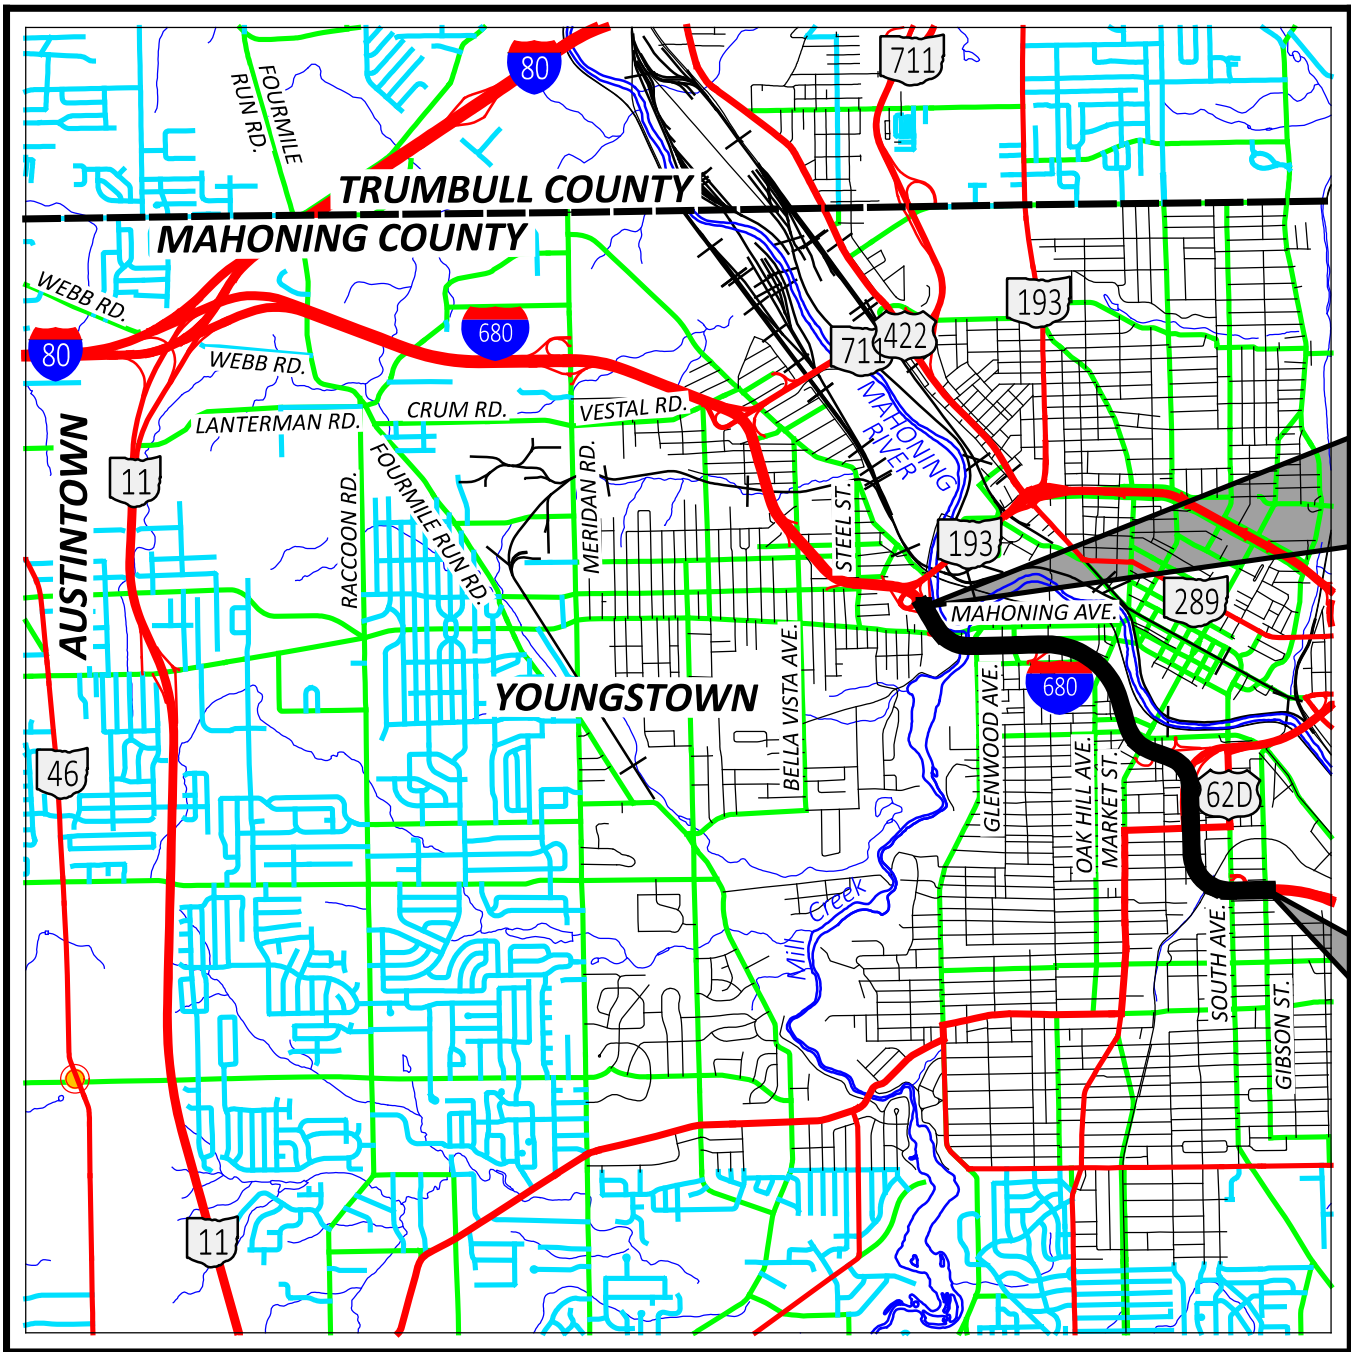 711
80
FOURMILE
RUN RD.
TRUMBULL COUNTY
MAHONING COUNTY
WEBB RD.
193
680
80
711
422
WEBB RD.
MAHONING
RIVER
CRUM RD.
VESTAL RD.
LANTERMAN RD.
AUSTINTOWN
11
RACCOON RD.
FOURMILE RUN RD.
MERIDAN RD.
STEEL ST.
193
289
MAHONING AVE.
YOUNGSTOWN
BELLA VISTA AVE.
GLENWOOD AVE.
680
46
OAK HILL AVE.
MARKET ST.
62D
Mill Creek
SOUTH AVE.
GIBSON ST.
11